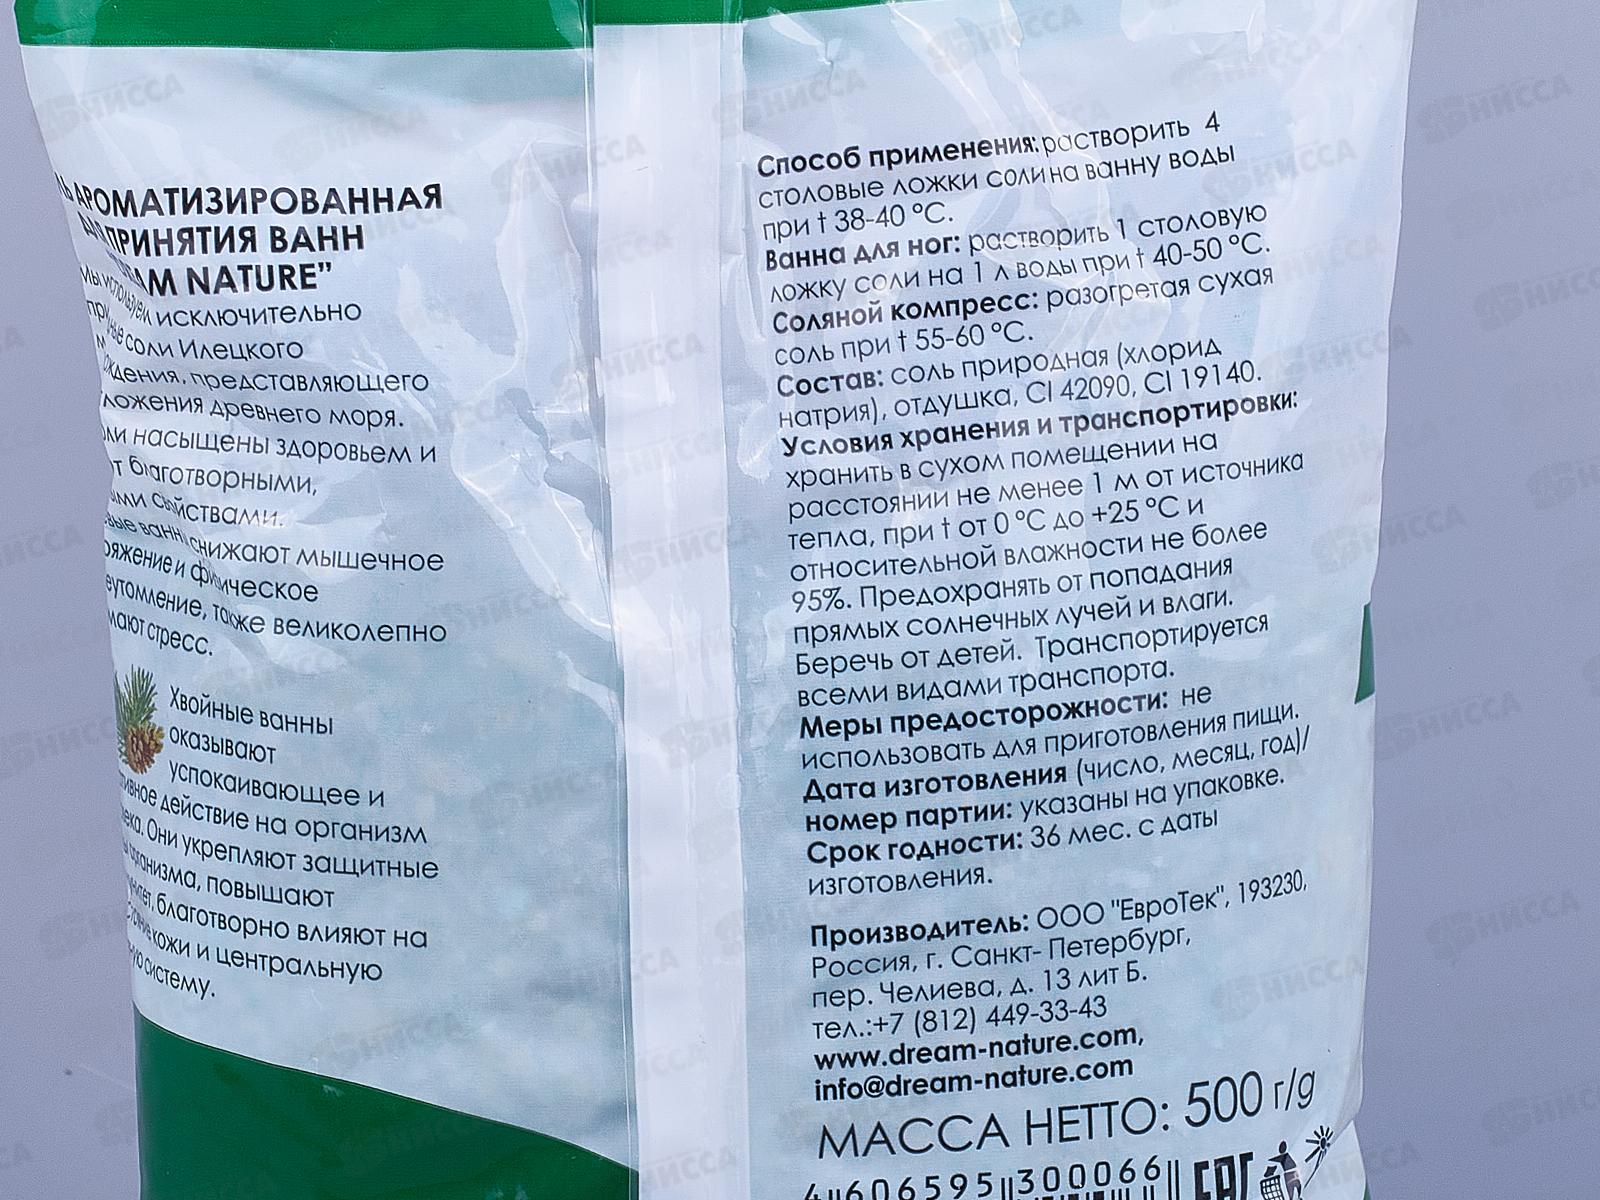 АРОМАТИЗИРОВАННАЯ
ПРИНЯТИЯ ВАНН
NATURE"
Мы используем исключительно
соли Илецкого
представляющего
древнего моря.
насыщены здоровьем и
благотворными,
свойствами.
ванны снижают мышечное
и физическое
также великолепно
стресс.
Хвойные ванны
оказывают
успокаивающее и
действие на организм
Они укрепляют защитные
организма, повышают
благотворно влияют на
кожи и центральную
систему.
Способ применения: растворить 4
столовые ложки соли на ванну воды
при t 38-40 °C.
Ванна для ног: растворить 1 столовую
ложку соли на 1 л воды при t 40-50 °C.
Соляной компресс: разогретая сухая
соль при t 55-60 °C.
Состав: соль природная (хлорид
натрия), отдушка, CI 42090, CI 19140.
Условия хранения и транспортировки:
хранить в сухом помещении на
расстоянии не менее 1 м от источника
тепла, при t от 0 °C до +25 °C и
относительной влажности не более
95%. Предохранять от попадания
прямых солнечных лучей и влаги.
Беречь от детей. Транспортируется
всеми видами транспорта.
Меры предосторожности: не
использовать для приготовления пищи.
Дата изготовления (число, месяц, год)/
номер партии: указаны на упаковке.
Срок годности: 36 мес. с даты
изготовления.
Производитель: ООО "ЕвроТек", 193230,
Россия, г. Санкт- Петербург,
пер. Челиева, д. 13 лит Б.
тел.:+7 (812) 449-33-43
www.dream-nature.com,
info@dream-nature.com
МАССА НЕТТО: 500 г/g
4 606595 300066
EAC